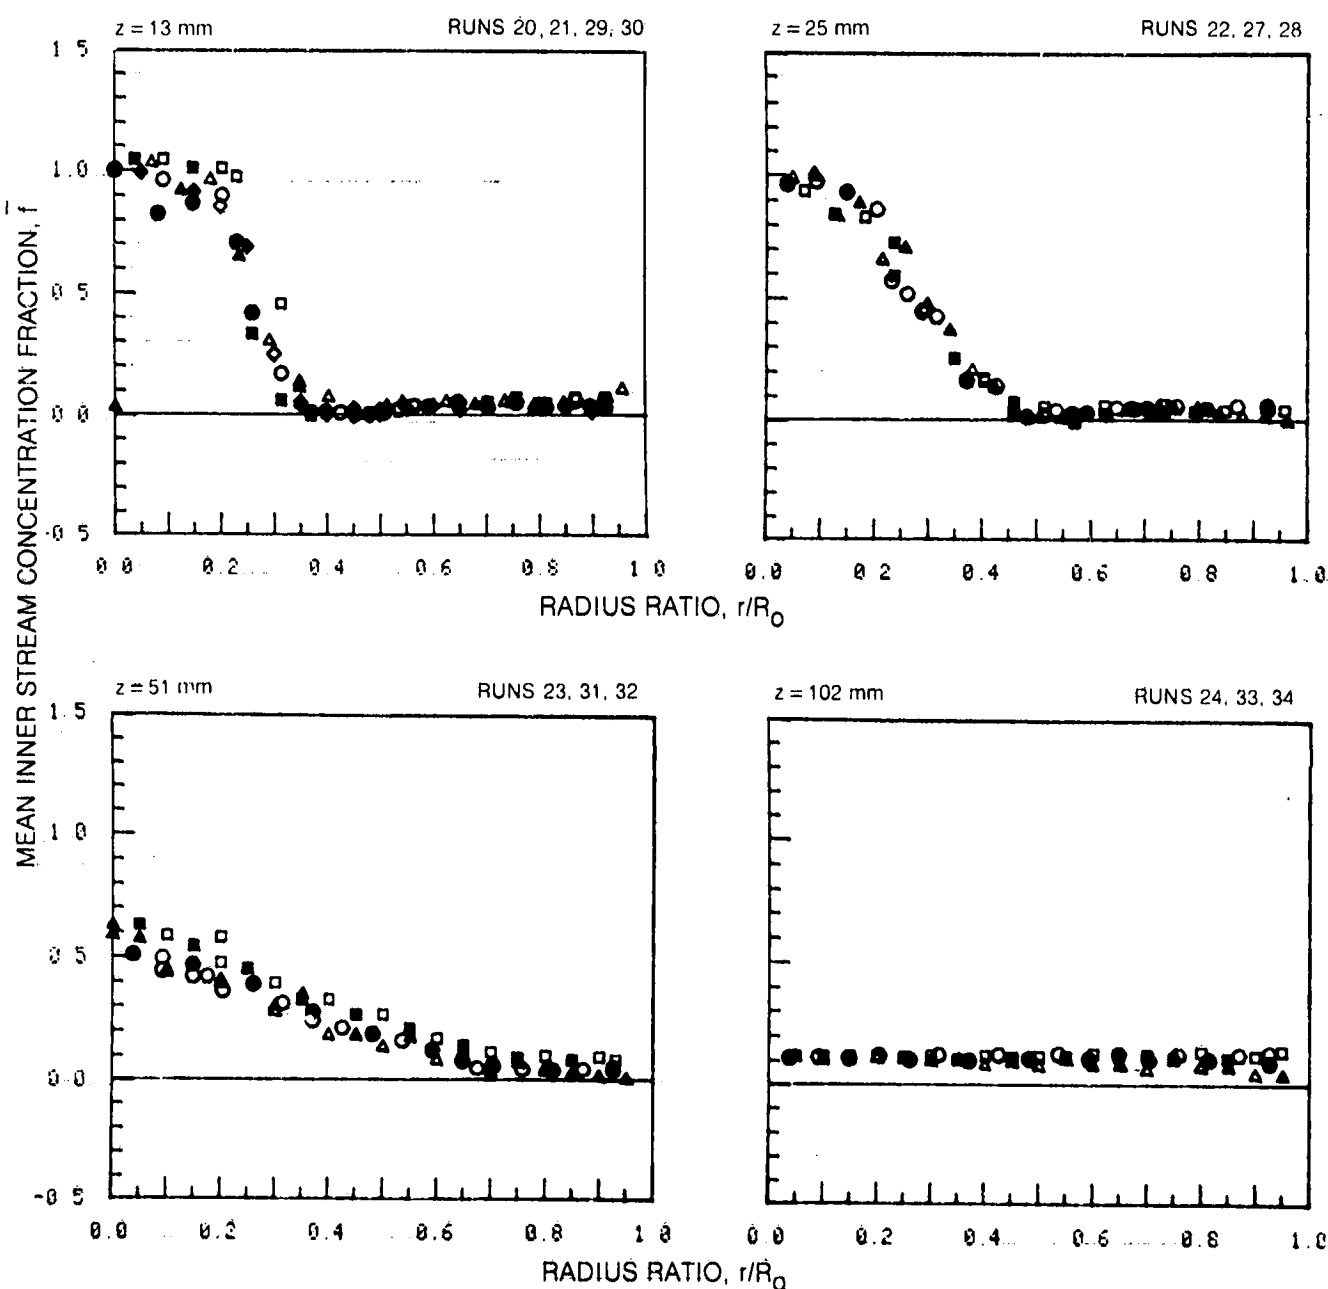 z = 13 mm RUNS 20, 21, 29, 30
z = 25 mm RUNS 22, 27, 28
1 5
1.0
0 5
0 0
-0 5
0 0 0.2 0.4 0.6 0.8 1 0
0.0 0 2 0.4 0.6 0.8 1.0
RADIUS RATIO, r/R₀
MEAN INNER STREAM CONCENTRATION FRACTION, f̅
z = 51 mm RUNS 23, 31, 32
z = 102 mm RUNS 24, 33, 34
1.5
1 0
0 5
0.0
-0 5
0.0 0.2 0.4 0.6 0.8 1 0
0.0 0.2 0.4 0.6 0.8 1.0
RADIUS RATIO, r/R₀